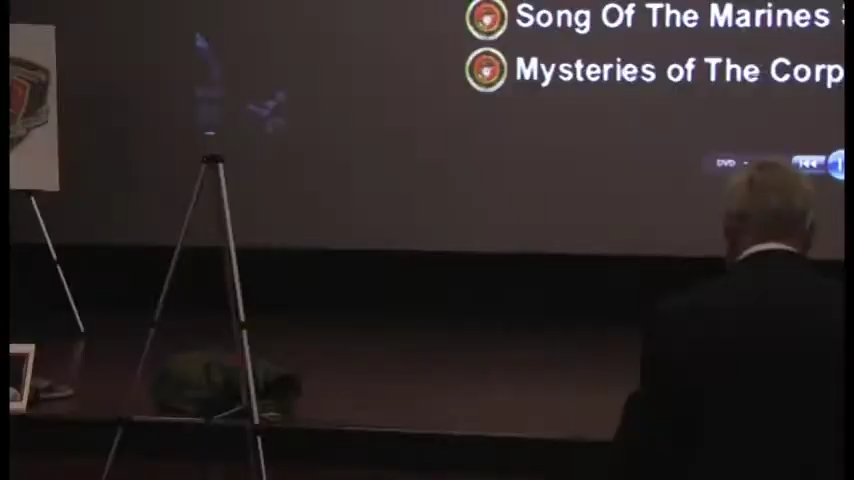 Song Of The Marines
Mysteries of The Corp
DVD